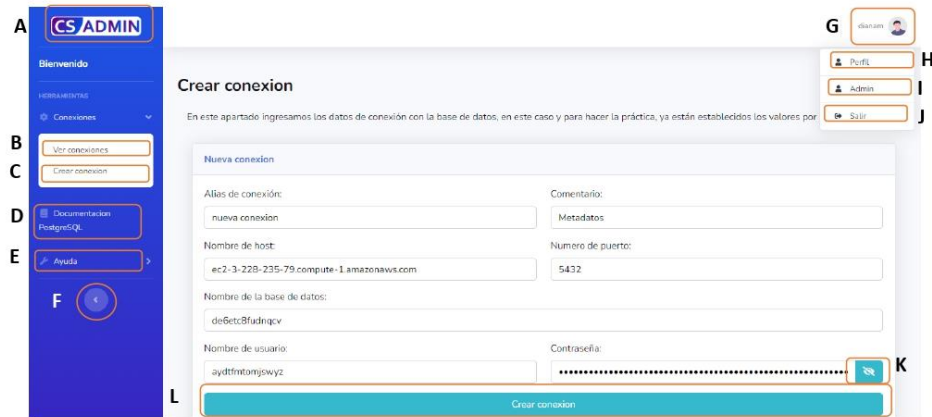 A
CS ADMIN
Bienvenido
HERRAMIENTAS
Conexiones
B
Ver conexiones
C
Crear conexion
D
Documentacion
PostgreSQL
E
Ayuda
F
G
dianam
H
Perfil
I
Admin
J
Salir
Crear conexion
En este apartado ingresamos los datos de conexión con la base de datos, en este caso y para hacer la práctica, ya están establecidos los valores por
Nueva conexion
Alias de conexión:
Comentario:
nueva conexion
Metadatos
Nombre de host:
Numero de puerto:
ec2-3-228-235-79.compute-1.amazonaws.com
5432
Nombre de la base de datos:
de6etc8fudnqcv
Nombre de usuario:
Contraseña:
aydtfmtomjswyz
K
L
Crear conexion